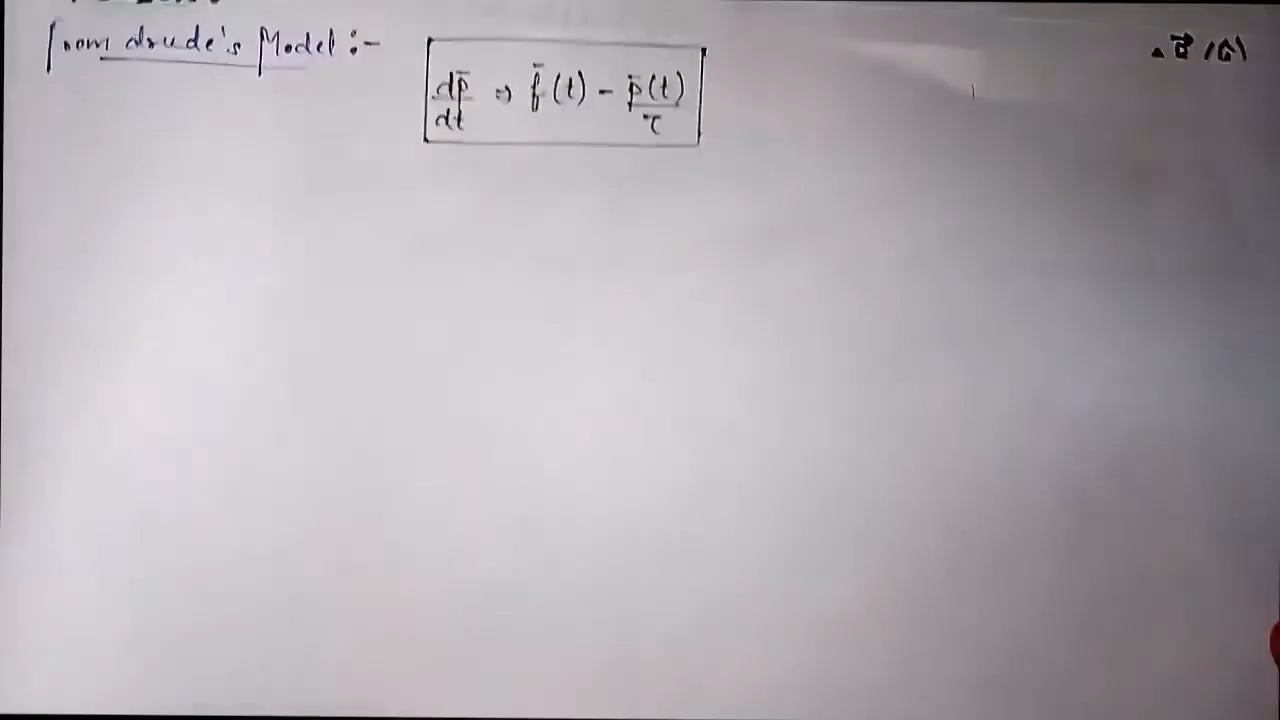 from drude's Model :-
dp̄/dt ⇒ f̄(t) - p̄(t)/τ